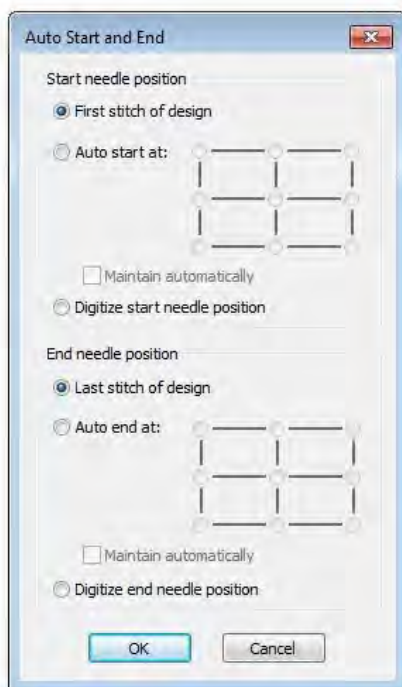 Auto Start and End
Start needle position
First stitch of design
Auto start at:
Maintain automatically
Digitize start needle position
End needle position
Last stitch of design
Auto end at:
Maintain automatically
Digitize end needle position
OK Cancel